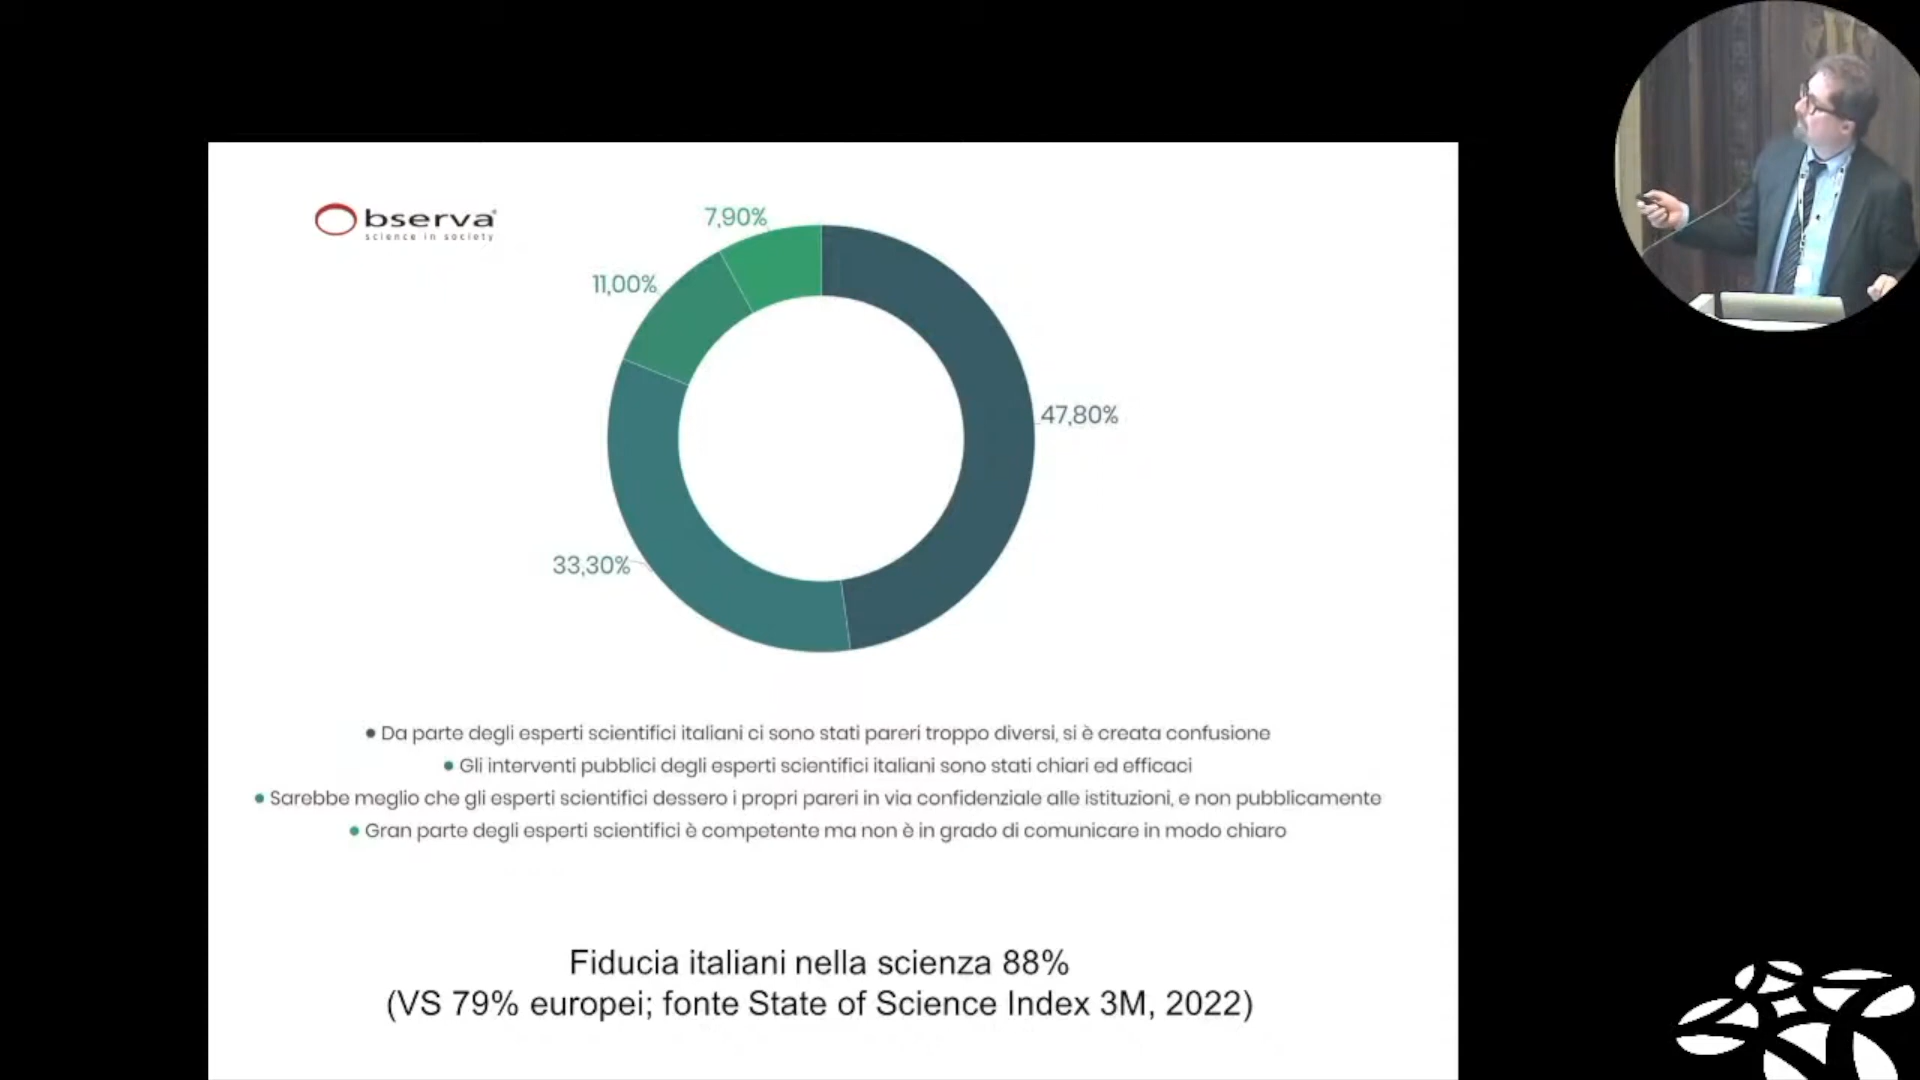 bserva
science in society
7,90%
11,00%
47,80%
33,30%
Da parte degli esperti scientifici italiani ci sono stati pareri troppo diversi, si è creata confusione
Gli interventi pubblici degli esperti scientifici italiani sono stati chiari ed efficaci
Sarebbe meglio che gli esperti scientifici dessero i propri pareri in via confidenziale alle istituzioni, e non pubblicamente
Gran parte degli esperti scientifici è competente ma non è in grado di comunicare in modo chiaro
Fiducia italiani nella scienza 88%
(VS 79% europei; fonte State of Science Index 3M, 2022)